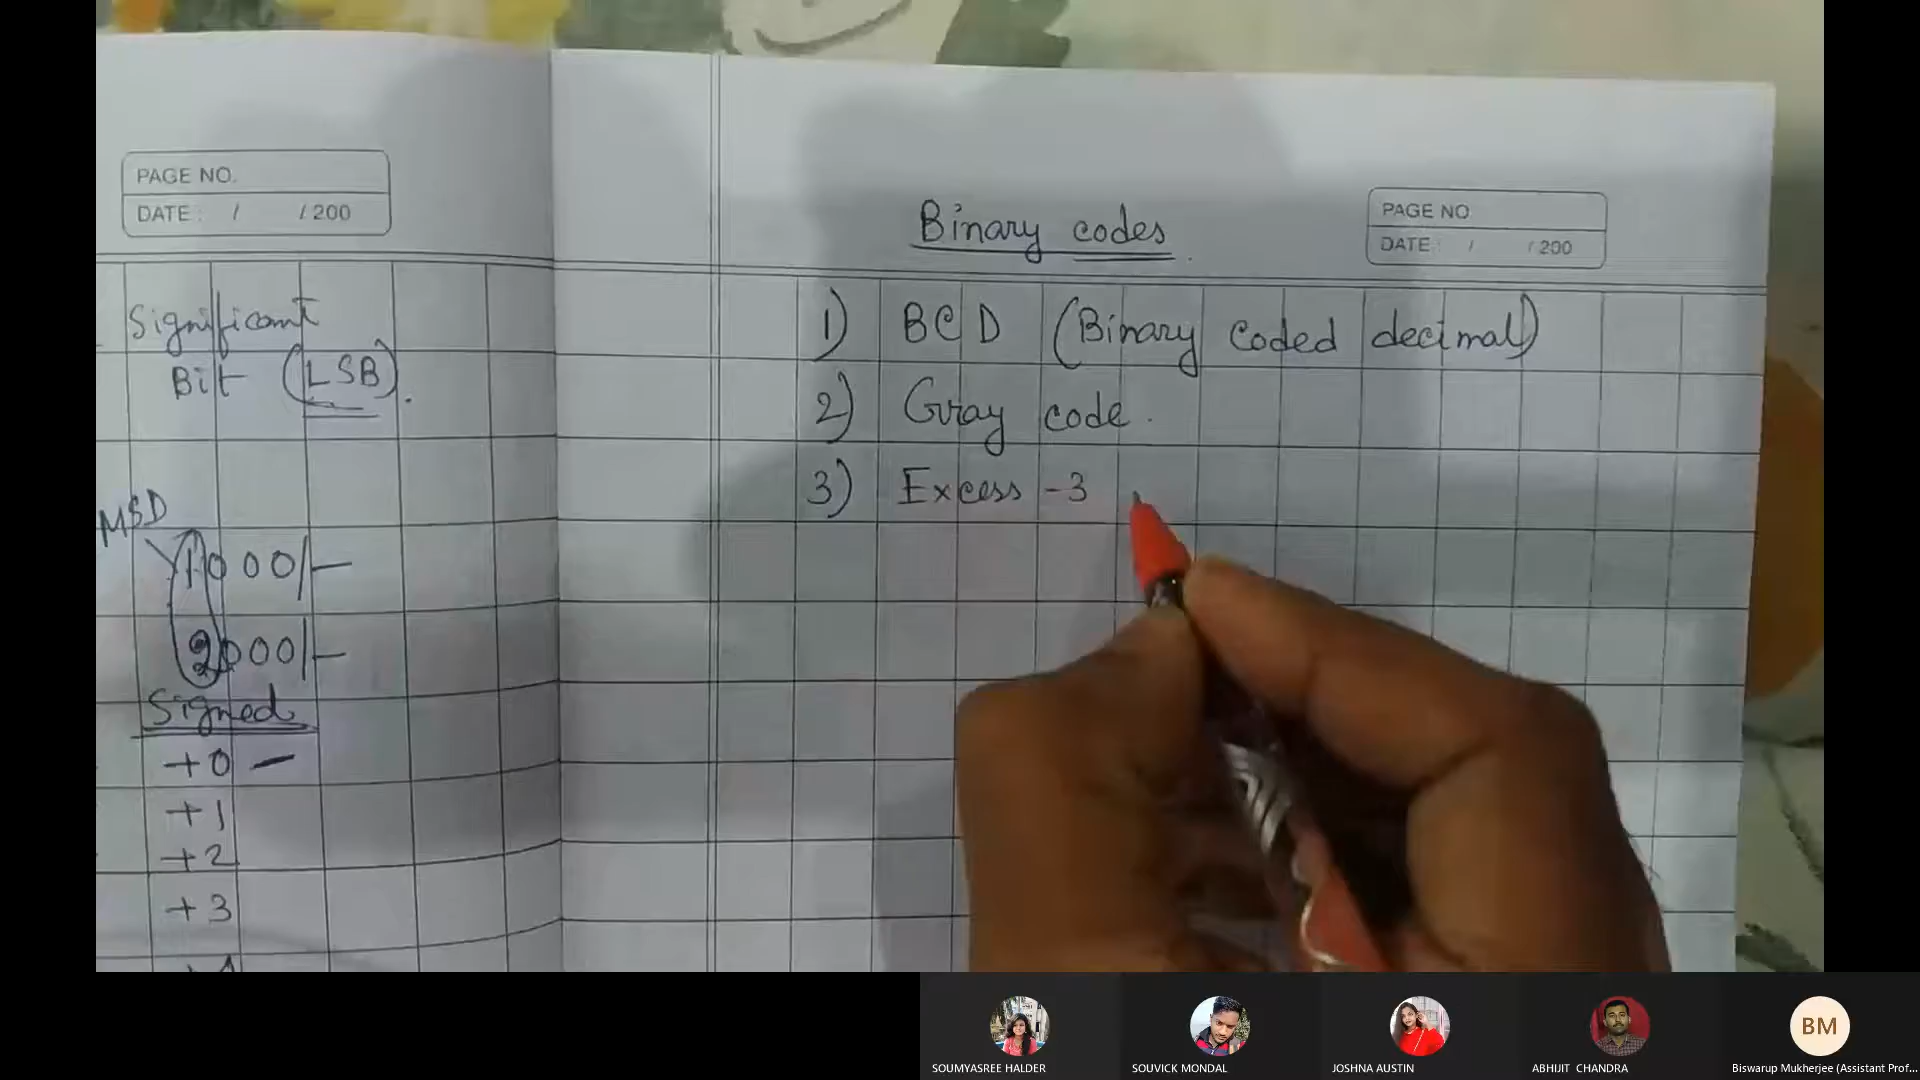 PAGE NO.
DATE : / / 200
Significant
Bit (LSB).
MSD
1000/-
2000/-
Signed
+0 -
+1
+2
+3
Binary codes.
PAGE NO
DATE : / / 200
1) BCD (Binary Coded decimal)
2) Gray code.
3) Excess -3
SOUMYASREE HALDER
SOUVICK MONDAL
JOSHNA AUSTIN
ABHIJIT CHANDRA
BM
Biswarup Mukherjee (Assistant Prof...